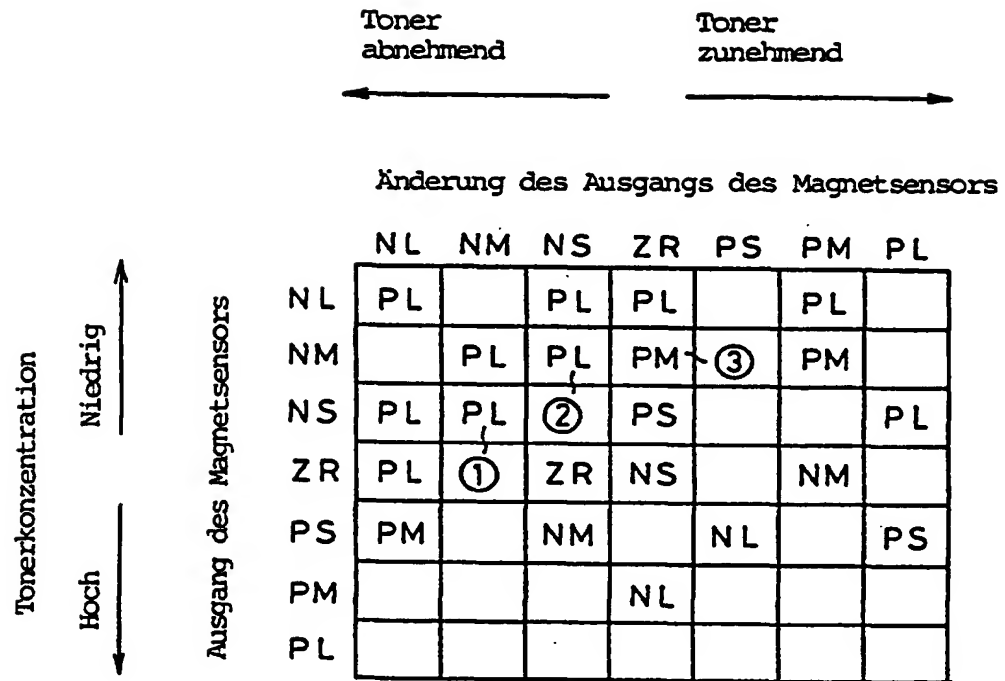 Toner abnehmend
Toner zunehmend
Änderung des Ausgangs des Magnetsensors
NL NM NS ZR PS PM PL
Tonerkonzentration
Niedrig
Hoch
Ausgang des Magnetsensors
NL PL PL PL PL
NM PL PL PM ③ PM
NS PL PL ② PS PL
ZR PL ① ZR NS NM
PS PM NM NL PS
PM NL
PL